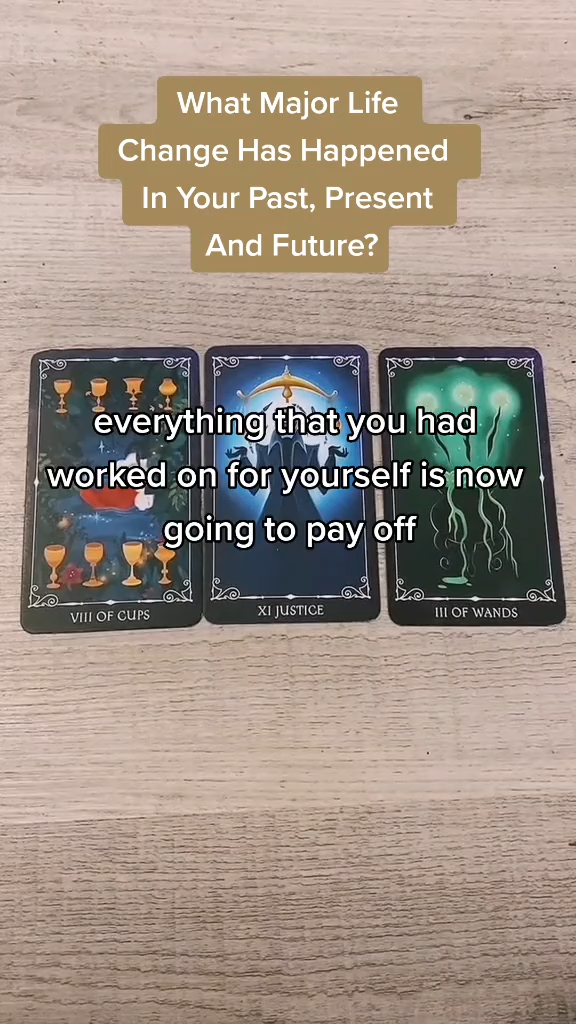 What Major Life
Change Has Happened
In Your Past, Present
And Future?
everything that you had
worked on for yourself is now
going to pay off
VIII OF CUPS
XI JUSTICE
III OF WANDS